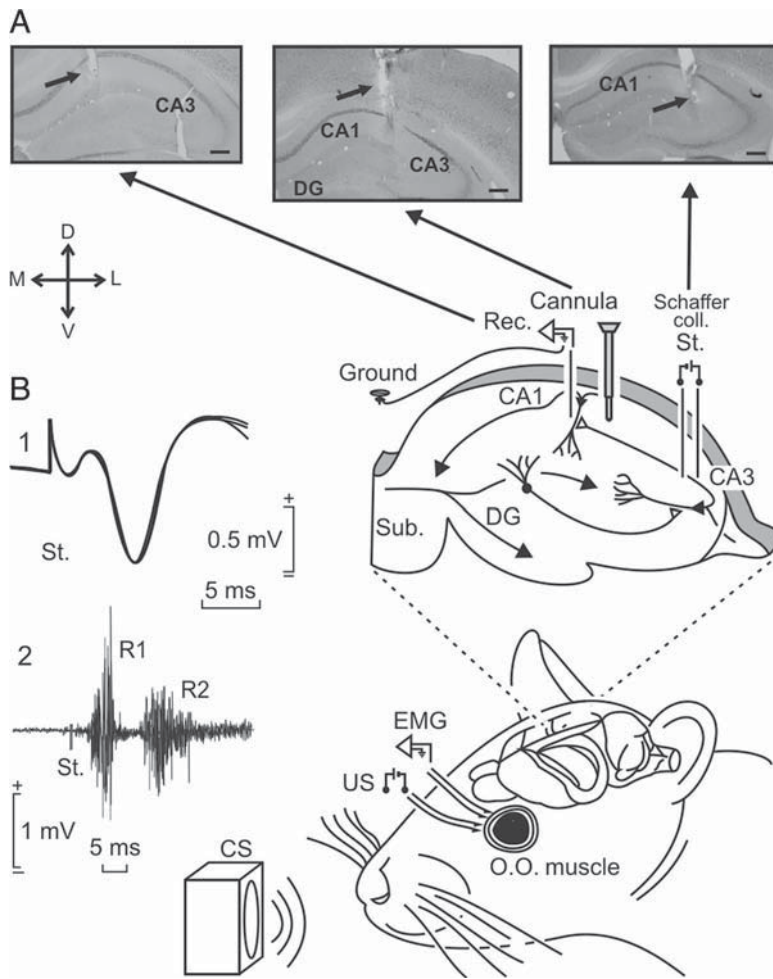 A
CA3
CA1
CA3
DG
CA1
D
M L
V
Rec.
Cannula
Schaffer
coll.
St.
Ground
CA1
CA3
DG
Sub.
B
1
St.
+
0.5 mV
–
5 ms
2
R1
R2
St.
+
1 mV
–
5 ms
EMG
US
O.O. muscle
CS